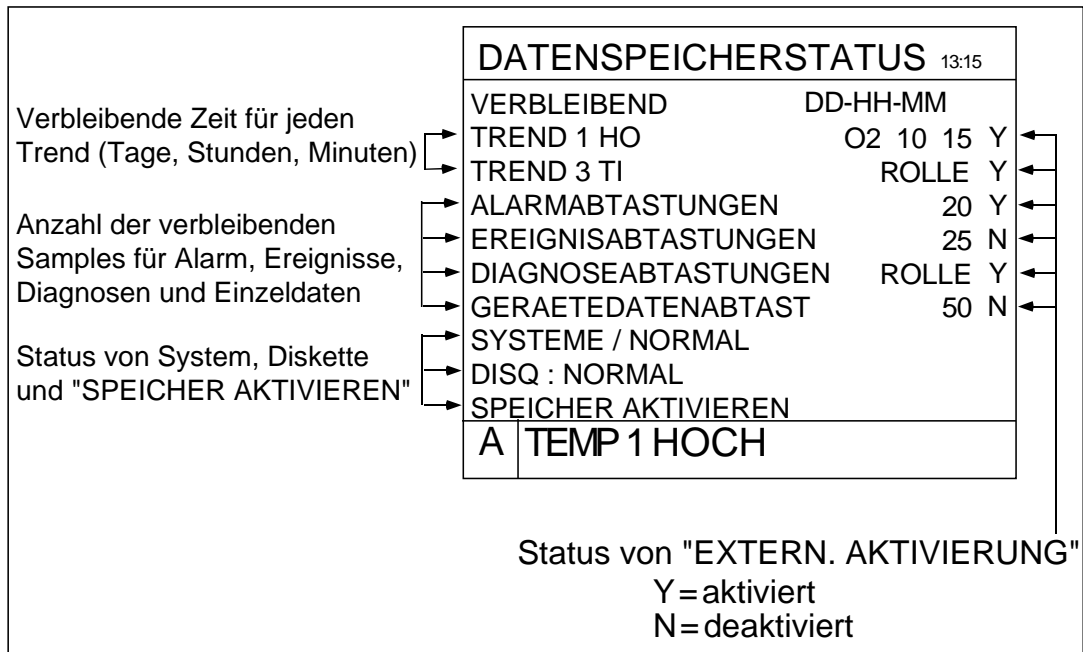 DATENSPEICHERSTATUS 13:15
VERBLEIBEND DD-HH-MM
TREND 1 HO O2 10 15 Y
TREND 3 TI ROLLE Y
ALARMABTASTUNGEN 20 Y
EREIGNISABTASTUNGEN 25 N
DIAGNOSEABTASTUNGEN ROLLE Y
GERAETEDATENABTAST 50 N
SYSTEME / NORMAL
DISQ : NORMAL
SPEICHER AKTIVIEREN
A TEMP 1 HOCH
Verbleibende Zeit für jeden
Trend (Tage, Stunden, Minuten)
Anzahl der verbleibenden
Samples für Alarm, Ereignisse,
Diagnosen und Einzeldaten
Status von System, Diskette
und "SPEICHER AKTIVIEREN"
Status von "EXTERN. AKTIVIERUNG"
Y = aktiviert
N = deaktiviert